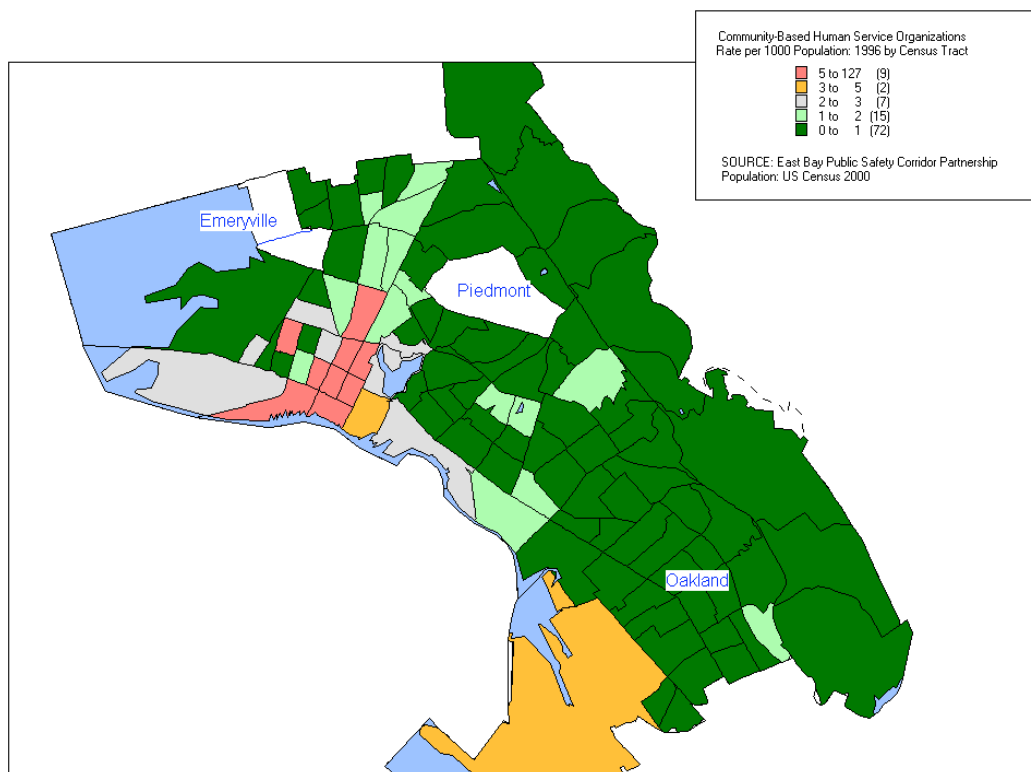 Community-Based Human Service Organizations
Rate per 1000 Population: 1996 by Census Tract
5 to 127 (9)
3 to 5 (2)
2 to 3 (7)
1 to 2 (15)
0 to 1 (72)
SOURCE: East Bay Public Safety Corridor Partnership
Population: US Census 2000
Emeryville
Piedmont
Oakland